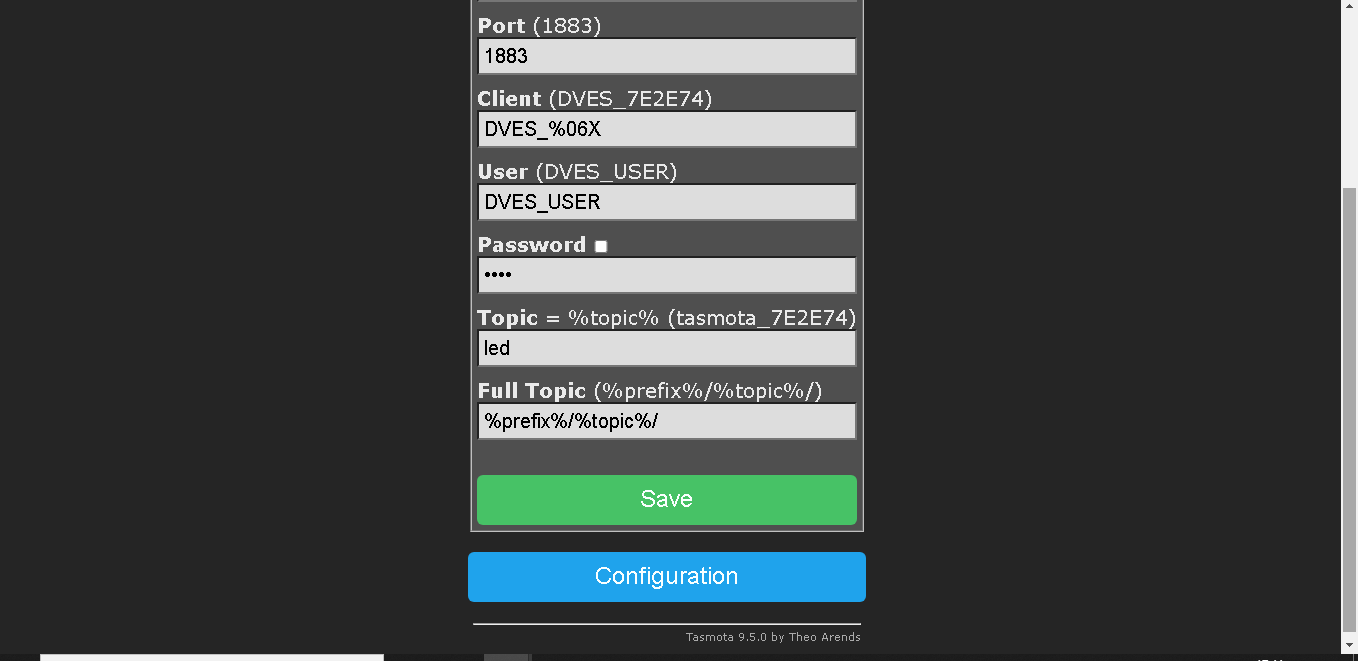 Port (1883)
1883
Client (DVES_7E2E74)
DVES_%06X
User (DVES_USER)
DVES_USER
Password
••••
Topic = %topic% (tasmota_7E2E74)
led
Full Topic (%prefix%/%topic%/)
%prefix%/%topic%/
Save
Configuration
Tasmota 9.5.0 by Theo Arends